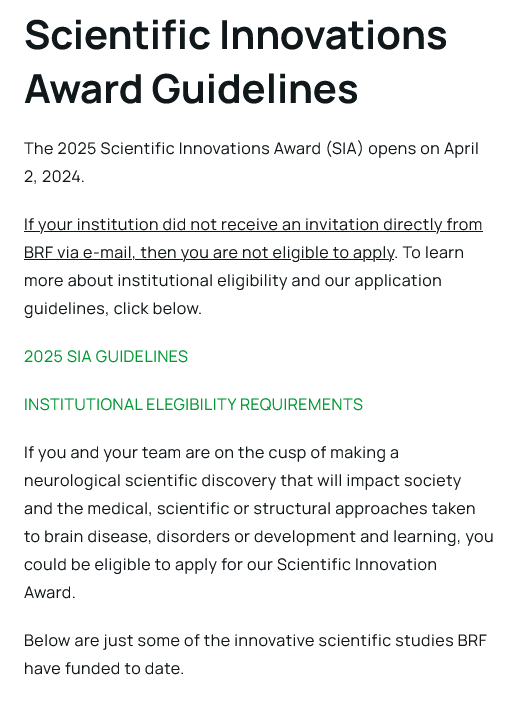 Scientific Innovations
Award Guidelines
The 2025 Scientific Innovations Award (SIA) opens on April
2, 2024.
If your institution did not receive an invitation directly from
BRF via e-mail, then you are not eligible to apply. To learn
more about institutional eligibility and our application
guidelines, click below.
2025 SIA GUIDELINES
INSTITUTIONAL ELEGIBILITY REQUIREMENTS
If you and your team are on the cusp of making a
neurological scientific discovery that will impact society
and the medical, scientific or structural approaches taken
to brain disease, disorders or development and learning, you
could be eligible to apply for our Scientific Innovation
Award.
Below are just some of the innovative scientific studies BRF
have funded to date.